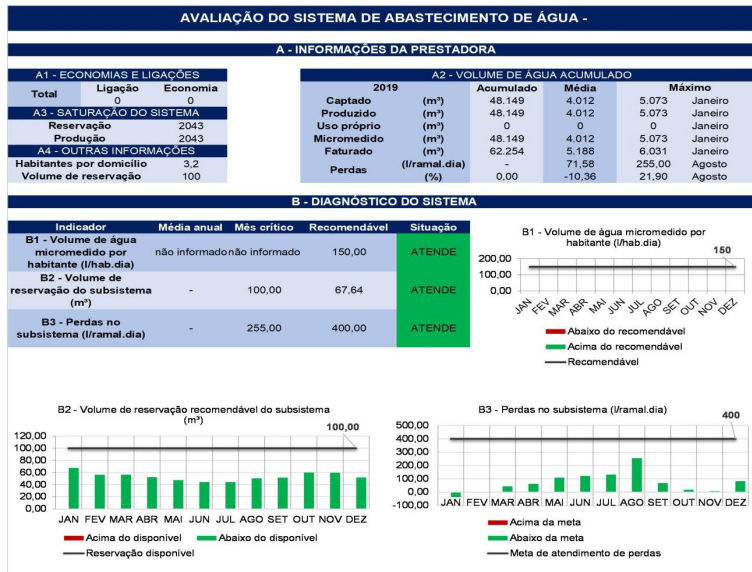 AVALIAÇÃO DO SISTEMA DE ABASTECIMENTO DE ÁGUA -
A - INFORMAÇÕES DA PRESTADORA
A1 - ECONOMIAS E LIGAÇÕES
Total Ligação Economia
0 0
A3 - SATURAÇÃO DO SISTEMA
Reservação 2043
Produção 2043
A4 - OUTRAS INFORMAÇÕES
Habitantes por domicílio 3,2
Volume de reservação 100
A2 - VOLUME DE ÁGUA ACUMULADO
2019 Acumulado Média Máximo
Captado (m³) 48.149 4.012 5.073 Janeiro
Produzido (m³) 48.149 4.012 5.073 Janeiro
Uso próprio (m³) 0 0 0 Janeiro
Micromedido (m³) 48.149 4.012 5.073 Janeiro
Faturado (m³) 62.254 5.188 6.031 Janeiro
Perdas (l/ramal.dia) - 71,58 255,00 Agosto
(%) 0,00 -10,36 21,90 Agosto
B - DIAGNÓSTICO DO SISTEMA
Indicador Média anual Mês crítico Recomendável Situação
B1 - Volume de água
micromedido por
habitante (l/hab.dia)
não informado não informado 150,00 ATENDE
B2 - Volume de
reservação do subsistema
(m³)
- 100,00 67,64 ATENDE
B3 - Perdas no
subsistema (l/ramal.dia)
- 255,00 400,00 ATENDE
B1 - Volume de água micromedido por
habitante (l/hab.dia)
150
200,00
100,00
0,00
JAN FEV MAR ABR MAI JUN JUL AGO SET OUT NOV DEZ
Abaixo do recomendável
Acima do recomendável
Recomendável
B2 - Volume de reservação recomendável do subsistema
(m³)
100,00
120,00
100,00
80,00
60,00
40,00
20,00
0,00
JAN FEV MAR ABR MAI JUN JUL AGO SET OUT NOV DEZ
Acima do disponível Abaixo do disponível
Reservação disponível
B3 - Perdas no subsistema (l/ramal.dia)
400
500,00
400,00
300,00
200,00
100,00
0,00
-100,00
JAN FEV MAR ABR MAI JUN JUL AGO SET OUT NOV DEZ
Acima da meta
Abaixo da meta
Meta de atendimento de perdas